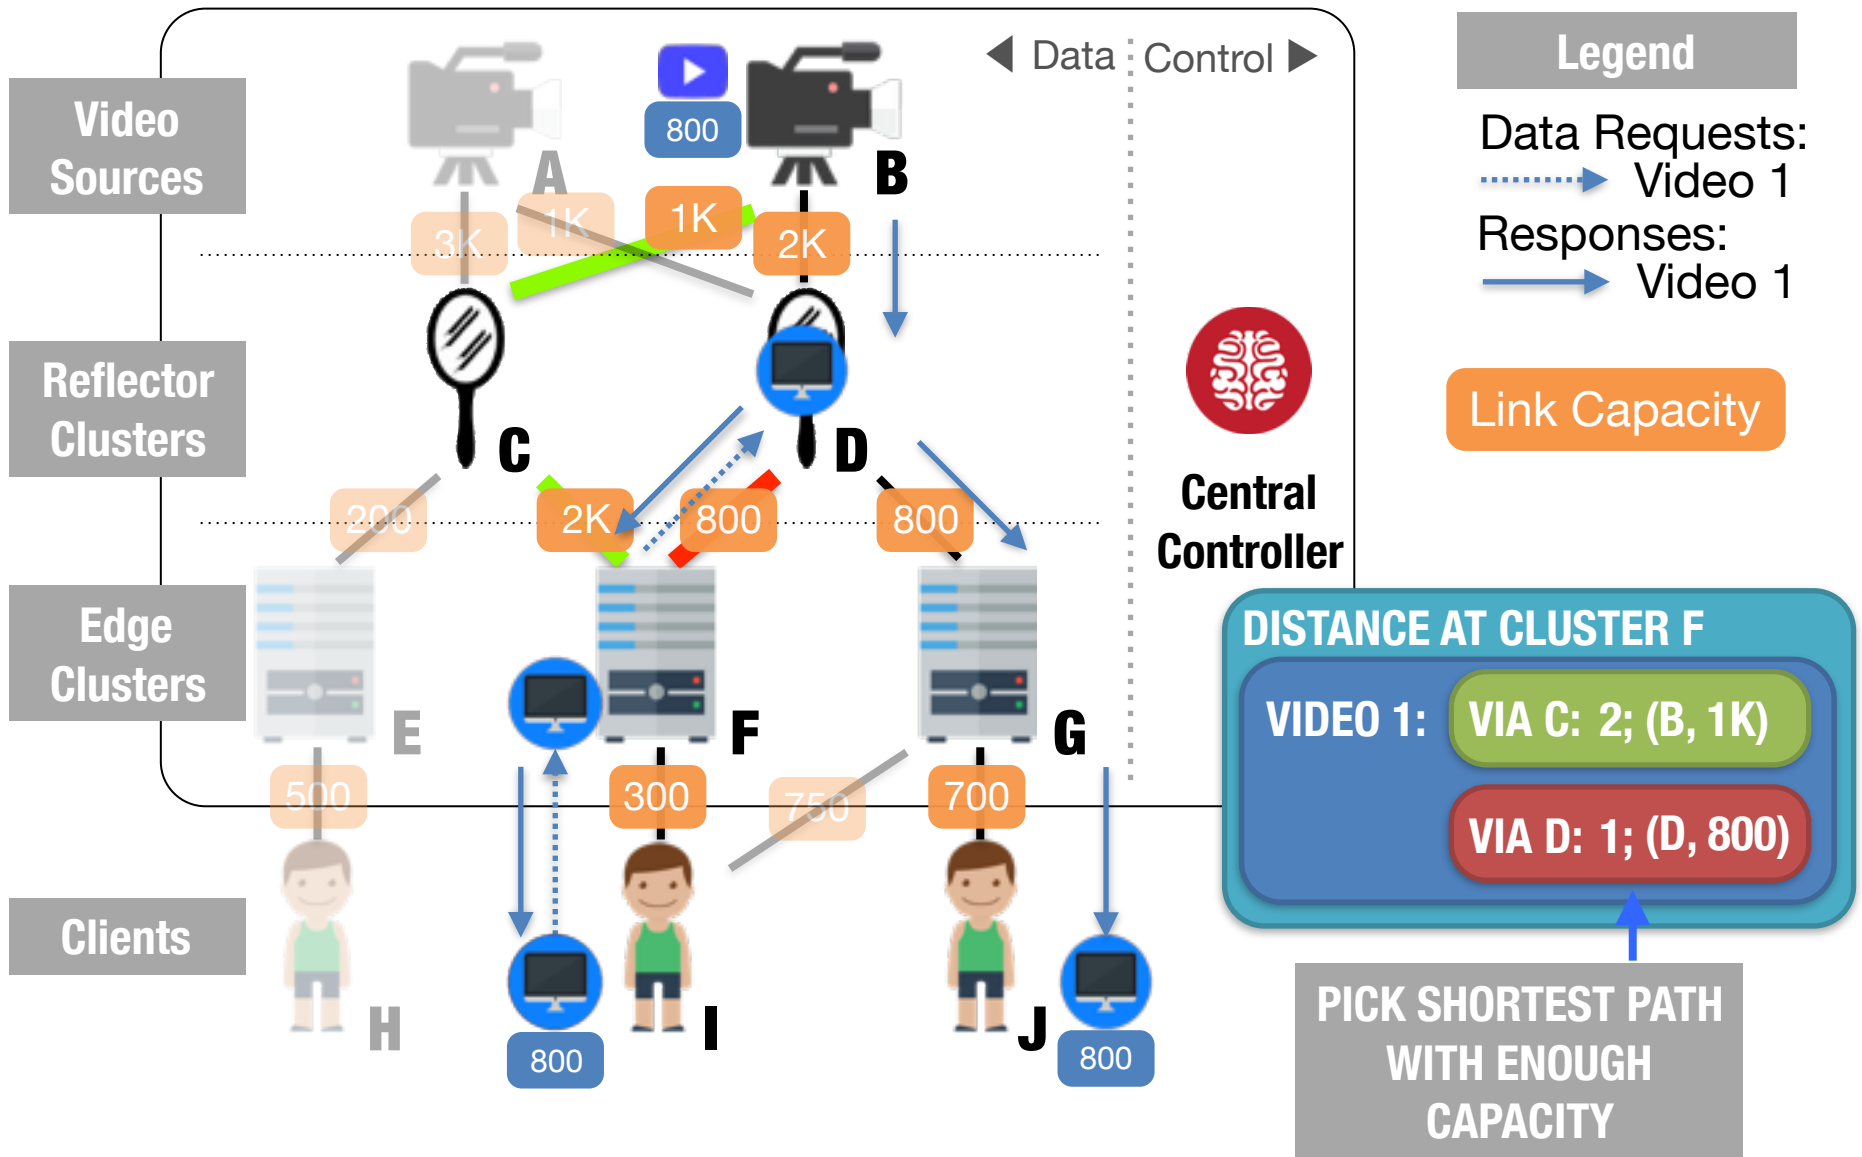 Data
Control
Legend
Video
Sources
800
A
B
Data Requests:
Video 1
Responses:
Video 1
3K
1K
1K
2K
Reflector
Clusters
C
D
Link Capacity
Central
Controller
200
2K
800
800
Edge
Clusters
E
F
G
DISTANCE AT CLUSTER F
VIDEO 1:
VIA C: 2; (B, 1K)
VIA D: 1; (D, 800)
500
300
750
700
Clients
H
I
J
800
800
PICK SHORTEST PATH
WITH ENOUGH
CAPACITY